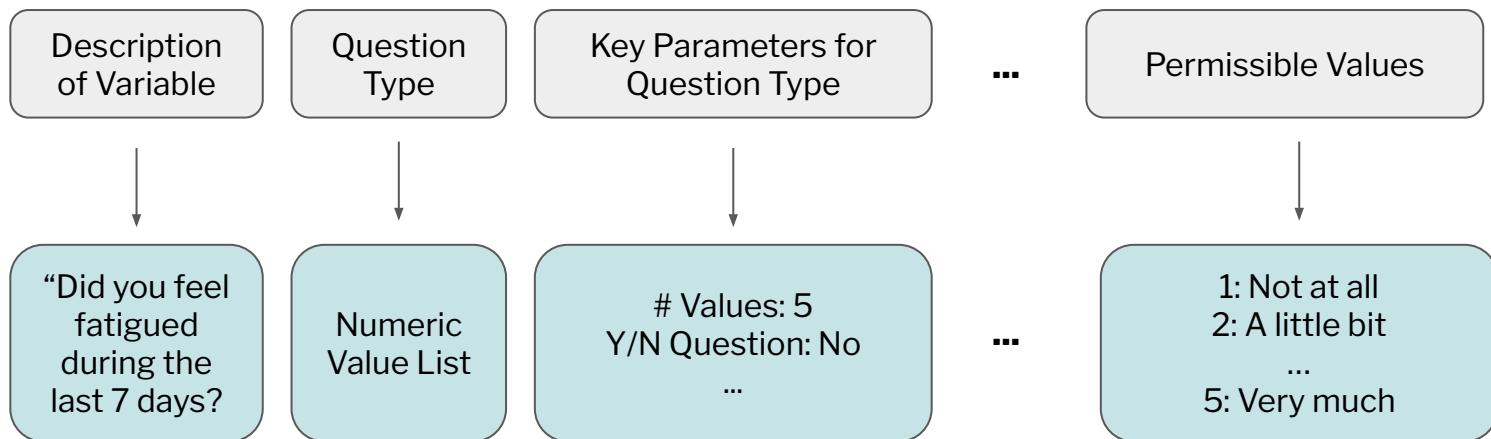 Description
of Variable
Question
Type
Key Parameters for
Question Type
...
Permissible Values
“Did you feel
fatigued
during the
last 7 days?
Numeric
Value List
# Values: 5
Y/N Question: No
...
...
1: Not at all
2: A little bit
...
5: Very much